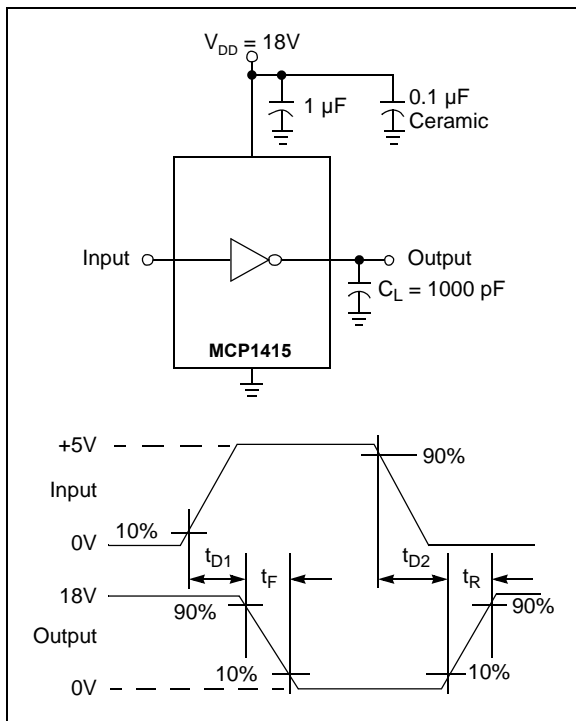 V_DD = 18V
1 µF
0.1 µF
Ceramic
Input
Output
C_L = 1000 pF
MCP1415
+5V
Input
0V
10%
90%
t_D1
t_F
t_D2
t_R
18V
Output
0V
90%
10%
10%
90%